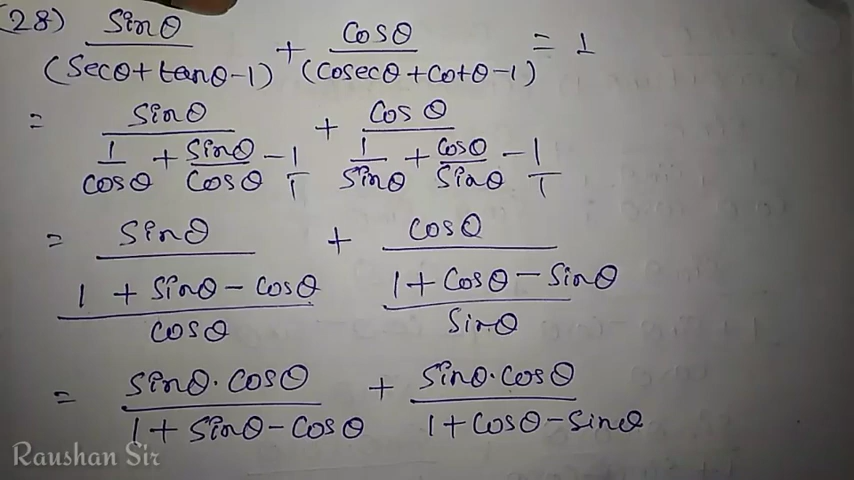 (28) Sinθ/(Secθ+tanθ-1) + Cosθ/(Cosecθ+Cotθ-1) = 1
= Sinθ/(1/Cosθ + Sinθ/Cosθ - 1/1) + Cosθ/(1/Sinθ + Cosθ/Sinθ - 1/1)
= Sinθ/((1 + Sinθ - Cosθ)/Cosθ) + Cosθ/((1 + Cosθ - Sinθ)/Sinθ)
= Sinθ·Cosθ/(1 + Sinθ - Cosθ) + Sinθ·Cosθ/(1 + Cosθ - Sinθ)
Raushan Sir